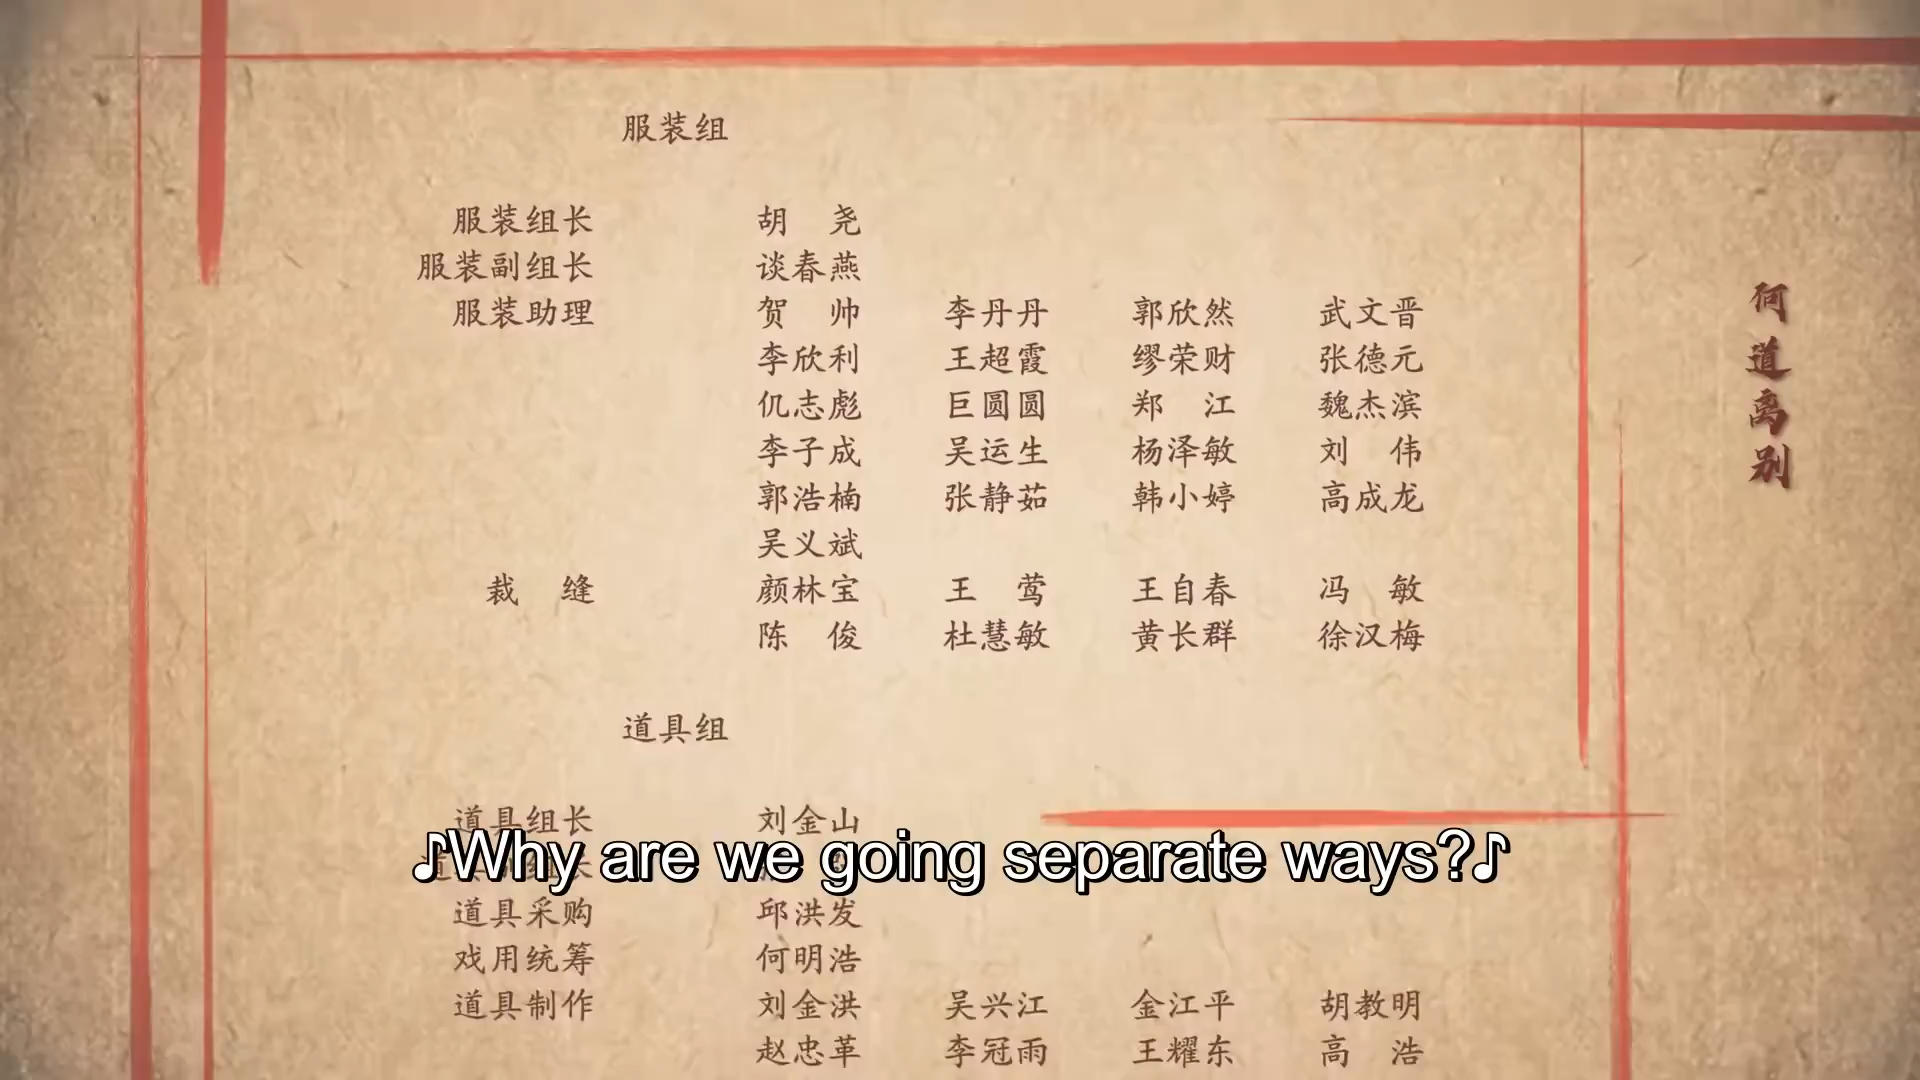 服装组
服装组长 胡 尧
服装副组长 谈春燕
服装助理 贺 帅 李丹丹 郭欣然 武文晋
李欣利 王超霞 缪荣财 张德元
仉志彪 巨圆圆 郑 江 魏杰滨
李子成 吴运生 杨泽敏 刘 伟
郭浩楠 张静茹 韩小婷 高成龙
吴义斌
裁 缝 颜林宝 王 莺 王自春 冯 敏
陈 俊 杜慧敏 黄长群 徐汉梅
道具组
道具组长 刘金山
♪Why are we going separate ways?♪
道具采购 邱洪发
戏用统筹 何明浩
道具制作 刘金洪 吴兴江 金江平 胡教明
赵忠革 李冠雨 王耀东 高 浩
何道离别